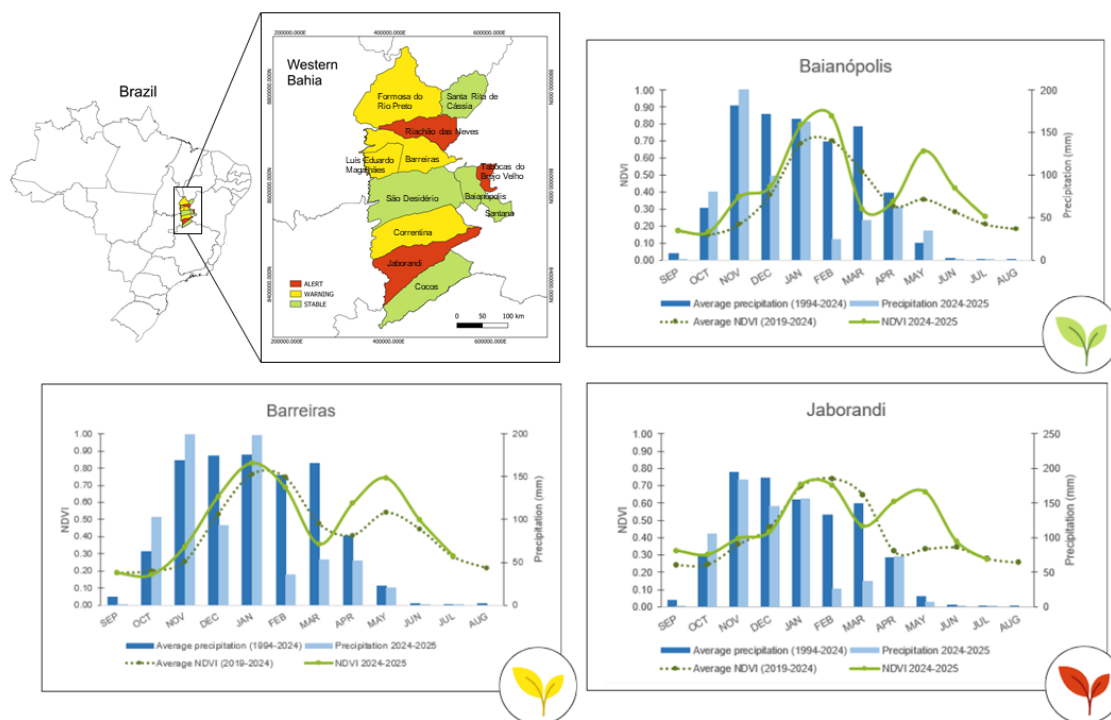 Brazil
Western
Bahia
200000.000E
400000.000E
600000.000E
Formosa do
Rio Preto
Santa Rita de
Cássia
Riachão das Neves
Luís Eduardo
Magalhães
Barreiras
Tabocas do
Brejo Velho
São Desidério
Baianópolis
Santana
Correntina
Jaborandi
Cocos
ALERT
WARNING
STABLE
0 50 100 km
200000.000E
400000.000E
600000.000E
Baianópolis
NDVI
1.00
0.90
0.80
0.70
0.60
0.50
0.40
0.30
0.20
0.10
0.00
200
150
100
50
0
Precipitation (mm)
SEP OCT NOV DEC JAN FEB MAR APR MAY JUN JUL AUG
Average precipitation (1994-2024) Precipitation 2024-2025
Average NDVI (2019-2024) NDVI 2024-2025
Barreiras
NDVI
1.00
0.90
0.80
0.70
0.60
0.50
0.40
0.30
0.20
0.10
0.00
200
150
100
50
0
Precipitation (mm)
SEP OCT NOV DEC JAN FEB MAR APR MAY JUN JUL AUG
Average precipitation (1994-2024) Precipitation 2024-2025
Average NDVI (2019-2024) NDVI 2024-2025
Jaborandi
NDVI
1.00
0.90
0.80
0.70
0.60
0.50
0.40
0.30
0.20
0.10
0.00
250
200
150
100
50
0
Precipitation (mm)
SEP OCT NOV DEC JAN FEB MAR APR MAY JUN JUL AUG
Average precipitation (1994-2024) Precipitation 2024-2025
Average NDVI (2019-2024) NDVI 2024-2025